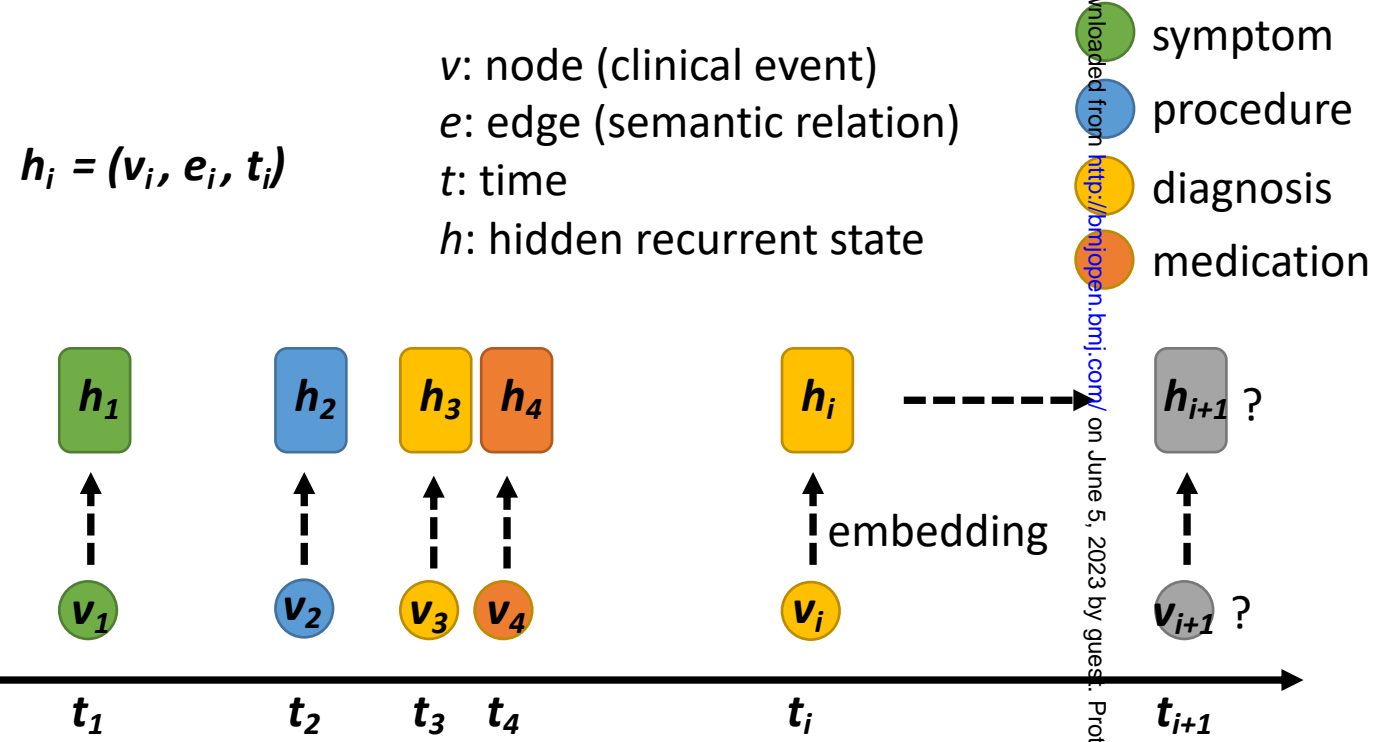 v: node (clinical event)
e: edge (semantic relation)
t: time
h: hidden recurrent state
hᵢ = (vᵢ, eᵢ, tᵢ)
symptom
procedure
diagnosis
medication
h₁ h₂ h₃ h₄ hᵢ hᵢ₊₁ ?
embedding
v₁ v₂ v₃ v₄ vᵢ vᵢ₊₁ ?
t₁ t₂ t₃ t₄ tᵢ tᵢ₊₁
from http://bmjopen.bmj.com/ on June 5, 2023 by guest.